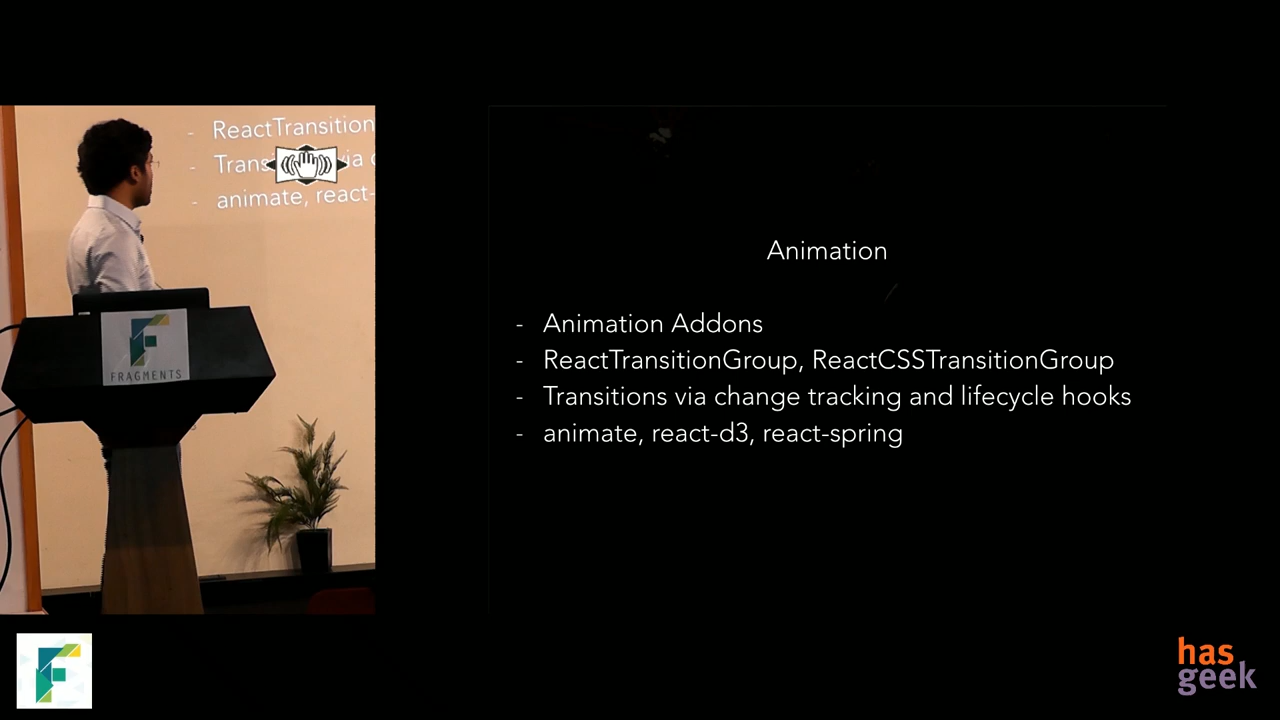 - ReactTransition
- Trans via
- animate, react-
F
FRAGMENTS
Animation
- Animation Addons
- ReactTransitionGroup, ReactCSSTransitionGroup
- Transitions via change tracking and lifecycle hooks
- animate, react-d3, react-spring
F
has
geek